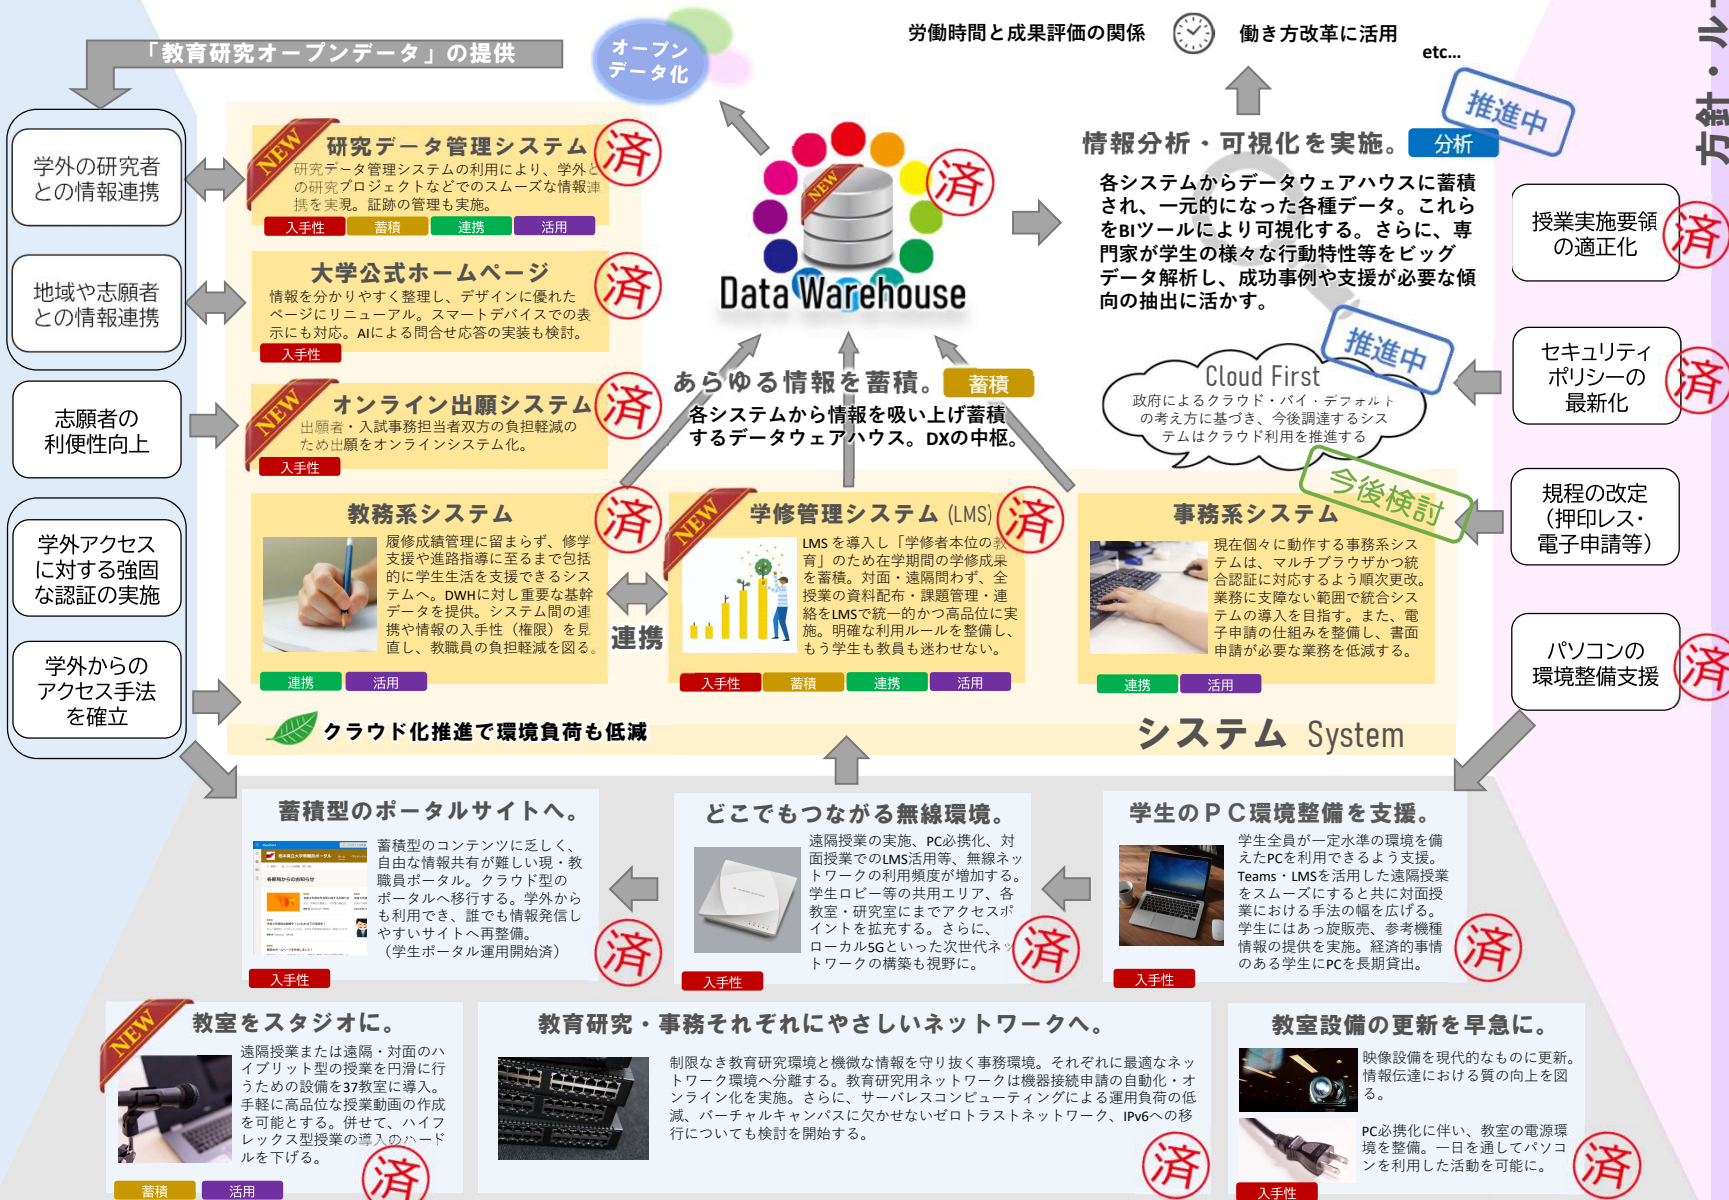 「教育研究オープンデータ」の提供
オープン
データ化
労働時間と成果評価の関係
働き方改革に活用
etc...
方針・ル
推進中
学外の研究者
との情報連携
地域や志願者
との情報連携
志願者の
利便性向上
学外アクセス
に対する強固
な認証の実施
学外からの
アクセス手法
を確立
NEW
研究データ管理システム
済
研究データ管理システムの利用により、学外と
の研究プロジェクトなどでのスムーズな情報連
携を実現。証跡の管理も実施。
入手性 蓄積 連携 活用
大学公式ホームページ
済
情報を分かりやすく整理し、デザインに優れた
ページにリニューアル。スマートデバイスでの表
示にも対応。AIによる問合せ応答の実装も検討。
入手性
NEW
オンライン出願システム
済
出願者・入試事務担当者双方の負担軽減の
ため出願をオンラインシステム化。
入手性
NEW
済
Data Warehouse
あらゆる情報を蓄積。 蓄積
各システムから情報を吸い上げ蓄積
するデータウェアハウス。DXの中枢。
情報分析・可視化を実施。 分析
各システムからデータウェアハウスに蓄積
され、一元的になった各種データ。これら
をBIツールにより可視化する。さらに、専
門家が学生の様々な行動特性等をビッグ
データ解析し、成功事例や支援が必要な傾
向の抽出に活かす。
推進中
Cloud First
政府によるクラウド・バイ・デフォルト
の考え方に基づき、今後調達するシス
テムはクラウド利用を推進する
授業実施要領
の適正化
済
セキュリティ
ポリシーの
最新化
済
規程の改定
（押印レス・
電子申請等）
パソコンの
環境整備支援
済
教務系システム
済
履修成績管理に留まらず、修学
支援や進路指導に至るまで包括
的に学生生活を支援できるシス
テムへ。DWHに対し重要な基幹
データを提供。システム間の連
携や情報の入手性（権限）を見
直し、教職員の負担軽減を図る。
連携 活用
連携
NEW
学修管理システム (LMS)
済
LMS を導入し「学修者本位の教
育」のため在学期間の学修成果
を蓄積。対面・遠隔問わず、全
授業の資料配布・課題管理・連
絡をLMSで統一的かつ高品位に実
施。明確な利用ルールを整備し、
もう学生も教員も迷わせない。
入手性 蓄積 連携 活用
事務系システム
今後検討
現在個々に動作する事務系シス
テムは、マルチブラウザかつ統
合認証に対応するよう順次更改。
業務に支障ない範囲で統合シス
テムの導入を目指す。また、電
子申請の仕組みを整備し、書面
申請が必要な業務を低減する。
連携 活用
クラウド化推進で環境負荷も低減
システム System
蓄積型のポータルサイトへ。
蓄積型のコンテンツに乏しく、
自由な情報共有が難しい現・教
職員ポータル。クラウド型の
ポータルへ移行する。学外から
も利用でき、誰でも情報発信し
やすいサイトへ再整備。
（学生ポータル運用開始済）
入手性
済
どこでもつながる無線環境。
遠隔授業の実施、PC必携化、対
面授業でのLMS活用等、無線ネッ
トワークの利用頻度が増加する。
学生ロビー等の共用エリア、各
教室・研究室にまでアクセスポ
イントを拡充する。さらに、
ローカル5Gといった次世代ネッ
トワークの構築も視野に。
入手性
済
学生のＰＣ環境整備を支援。
学生全員が一定水準の環境を備
えたPCを利用できるよう支援。
Teams・LMSを活用した遠隔授業
をスムーズにすると共に対面授
業における手法の幅を広げる。
学生にはあっ旋販売、参考機種
情報の提供を実施。経済的事情
のある学生にPCを長期貸出。
入手性
済
NEW
教室をスタジオに。
遠隔授業または遠隔・対面のハ
イブリット型の授業を円滑に行
うための設備を37教室に導入。
手軽に高品位な授業動画の作成
を可能とする。併せて、ハイフ
レックス型授業の導入のハード
ルを下げる。
蓄積 活用
済
教育研究・事務それぞれにやさしいネットワークへ。
制限なき教育研究環境と機微な情報を守り抜く事務環境。それぞれに最適なネッ
トワーク環境へ分離する。教育研究用ネットワークは機器接続申請の自動化・オ
ンライン化を実施。さらに、サーバレスコンピューティングによる運用負荷の低
減、バーチャルキャンパスに欠かせないゼロトラストネットワーク、IPv6への移
行についても検討を開始する。
済
教室設備の更新を早急に。
映像設備を現代的なものに更新。
情報伝達における質の向上を図
る。
PC必携化に伴い、教室の電源環
境を整備。一日を通してパソコ
ンを利用した活動を可能に。
入手性
済